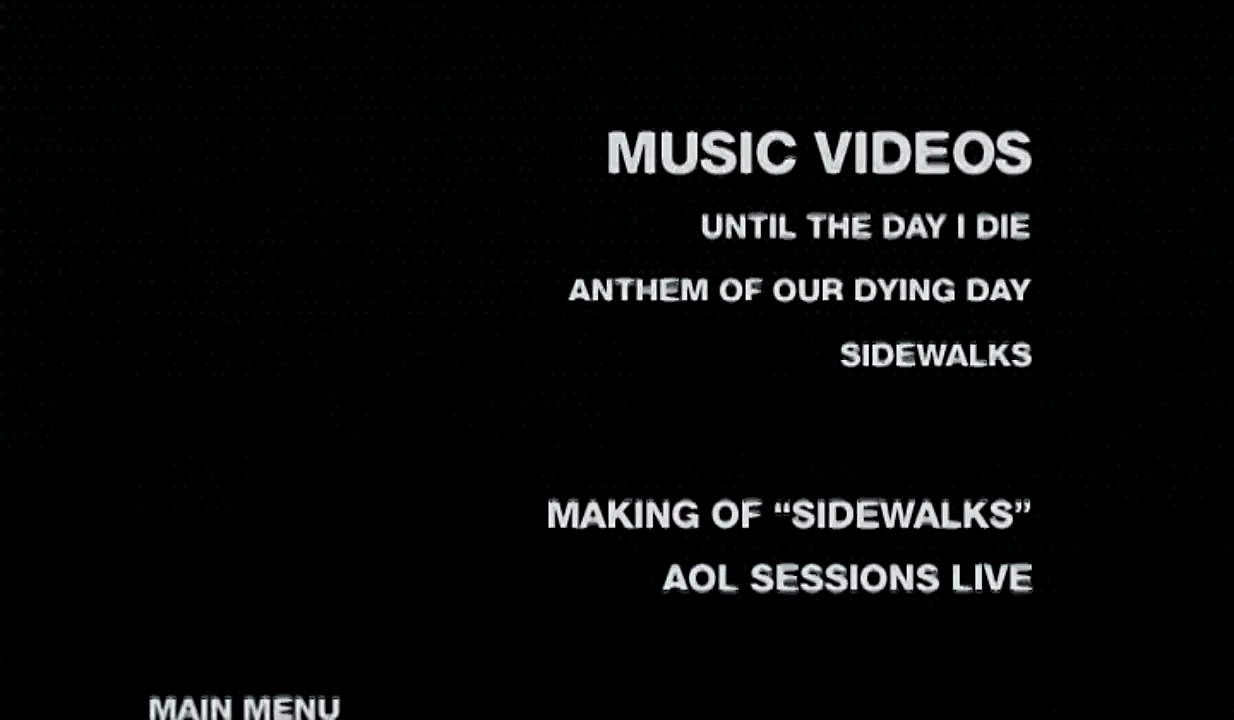 MUSIC VIDEOS
UNTIL THE DAY I DIE
ANTHEM OF OUR DYING DAY
SIDEWALKS
MAKING OF “SIDEWALKS”
AOL SESSIONS LIVE
MAIN MENU